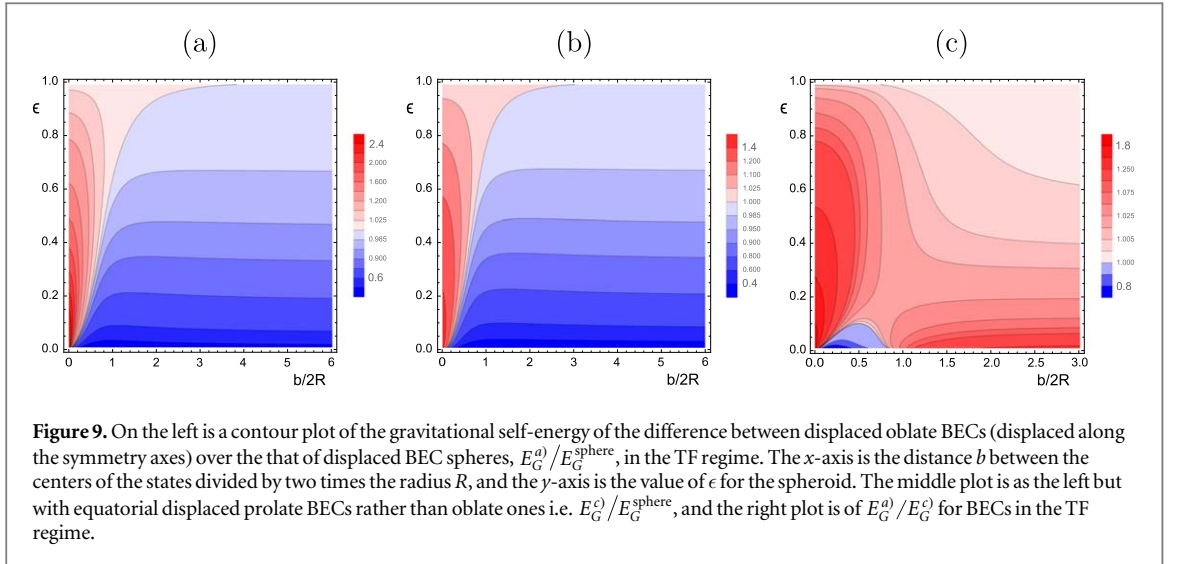 (a) (b) (c)
1.0 1.0 1.0
ϵ ϵ ϵ
0.8 0.8 0.8
2.4 1.4 1.8
2.000 1.200 1.250
0.6 1.600 0.6 1.100 0.6 1.075
1.200 1.025 1.025
1.025 1.000 1.005
0.4 0.985 0.4 0.985 0.4 1.000
0.900 0.950 0.8
0.6 0.900
0.800
0.600
0.4
0.2 0.2 0.2
0.0 0.0 0.0
0 1 2 3 4 5 6 0 1 2 3 4 5 6 0.0 0.5 1.0 1.5 2.0 2.5 3.0
b/2R b/2R b/2R
Figure 9. On the left is a contour plot of the gravitational self-energy of the difference between displaced oblate BECs (displaced along
the symmetry axes) over the that of displaced BEC spheres, E_G^{a)}/E_G^{sphere}, in the TF regime. The x-axis is the distance b between the
centers of the states divided by two times the radius R, and the y-axis is the value of ϵ for the spheroid. The middle plot is as the left but
with equatorial displaced prolate BECs rather than oblate ones i.e. E_G^{c)}/E_G^{sphere}, and the right plot is of E_G^{a)}/E_G^{c)} for BECs in the TF
regime.